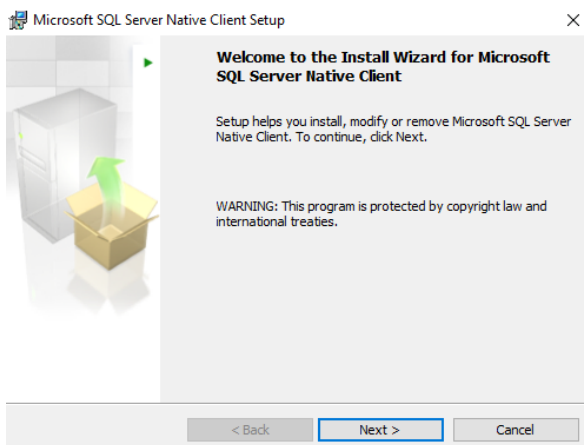 Microsoft SQL Server Native Client Setup
Welcome to the Install Wizard for Microsoft
SQL Server Native Client
Setup helps you install, modify or remove Microsoft SQL Server
Native Client. To continue, click Next.
WARNING: This program is protected by copyright law and
international treaties.
< Back
Next >
Cancel